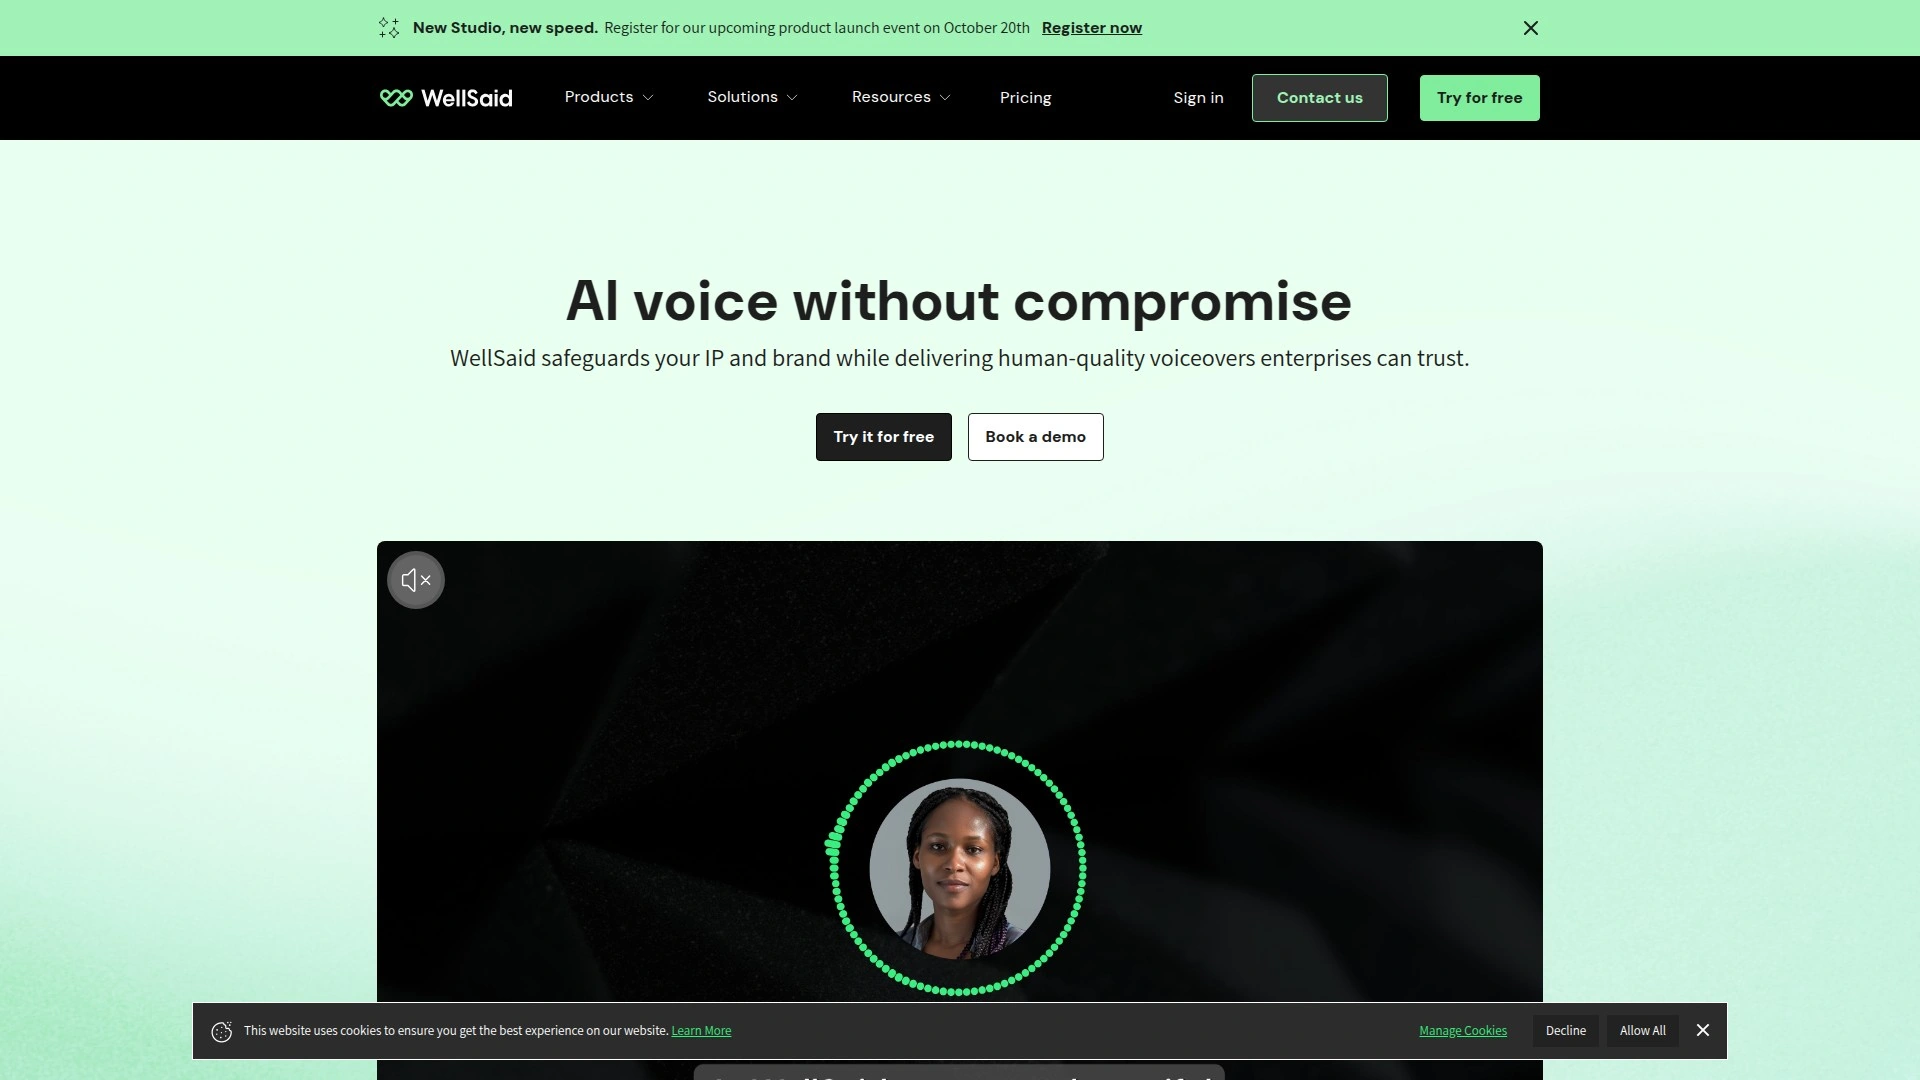 New Studio, new speed. Register for our upcoming product launch event on October 20th Register now
WellSaid Products Solutions Resources Pricing Sign in Contact us Try for free
AI voice without compromise
WellSaid safeguards your IP and brand while delivering human-quality voiceovers enterprises can trust.
Try it for free Book a demo
This website uses cookies to ensure you get the best experience on our website. Learn More Manage Cookies Decline Allow All